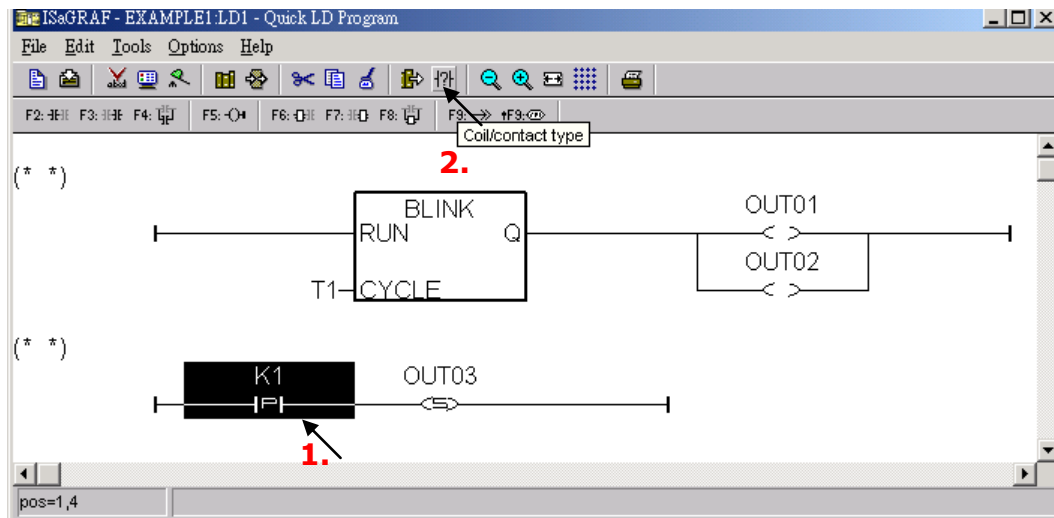 ISaGRAF - EXAMPLE1:LD1 - Quick LD Program
File Edit Tools Options Help
F2: F3: F4: F5: F6: F7: F8: F9: F9:
Coil/contact type
2.
(* *)
BLINK
RUN Q
T1 CYCLE
OUT01
OUT02
(* *)
K1 OUT03
P S
1.
pos=1,4